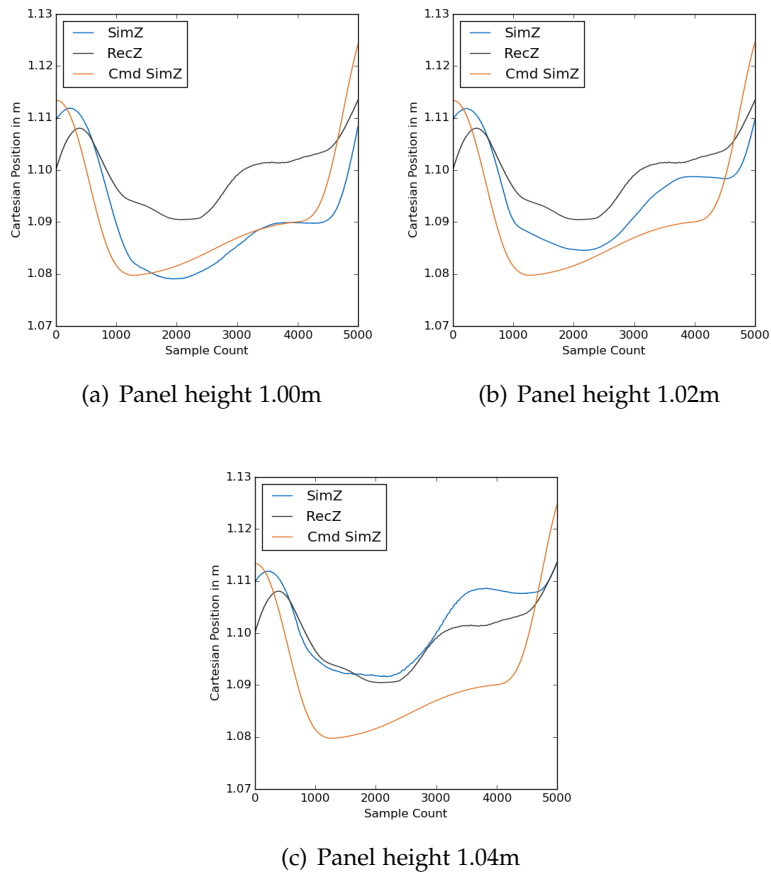 1.13
SimZ
RecZ
Cmd SimZ
1.12
1.11
1.10
1.09
1.08
1.07
0 1000 2000 3000 4000 5000
Cartesian Position in m
Sample Count
(a) Panel height 1.00m
1.13
SimZ
RecZ
Cmd SimZ
1.12
1.11
1.10
1.09
1.08
1.07
0 1000 2000 3000 4000 5000
Cartesian Position in m
Sample Count
(b) Panel height 1.02m
1.13
SimZ
RecZ
Cmd SimZ
1.12
1.11
1.10
1.09
1.08
1.07
0 1000 2000 3000 4000 5000
Cartesian Position in m
Sample Count
(c) Panel height 1.04m